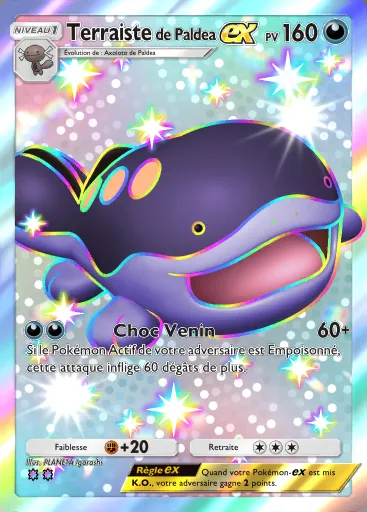 NIVEAU 1
Terraiste de Paldea ex PV 160
Évolution de : Axoloto de Paldea
Choc Venin 60+
Si le Pokémon Actif de votre adversaire est Empoisonné,
cette attaque inflige 60 dégâts de plus.
Faiblesse +20 Retraite
Illus. PLANETA Igarashi
Règle ex Quand votre Pokémon-ex est mis
K.O., votre adversaire gagne 2 points.